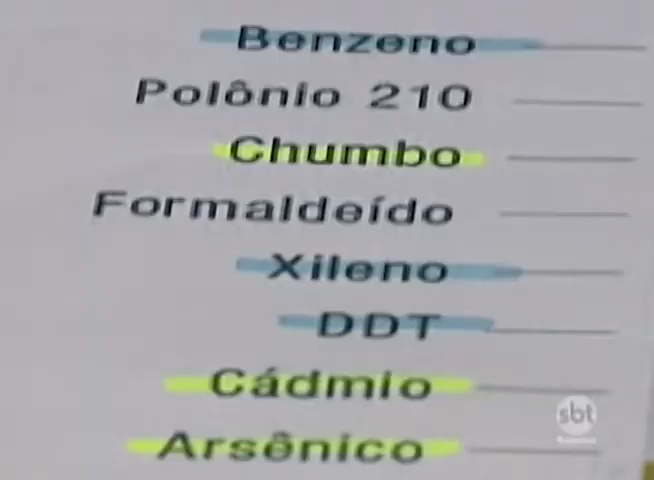 Benzeno
Polônio 210
Chumbo
Formaldeído
Xileno
DDT
Cádmio
Arsênico
sbt